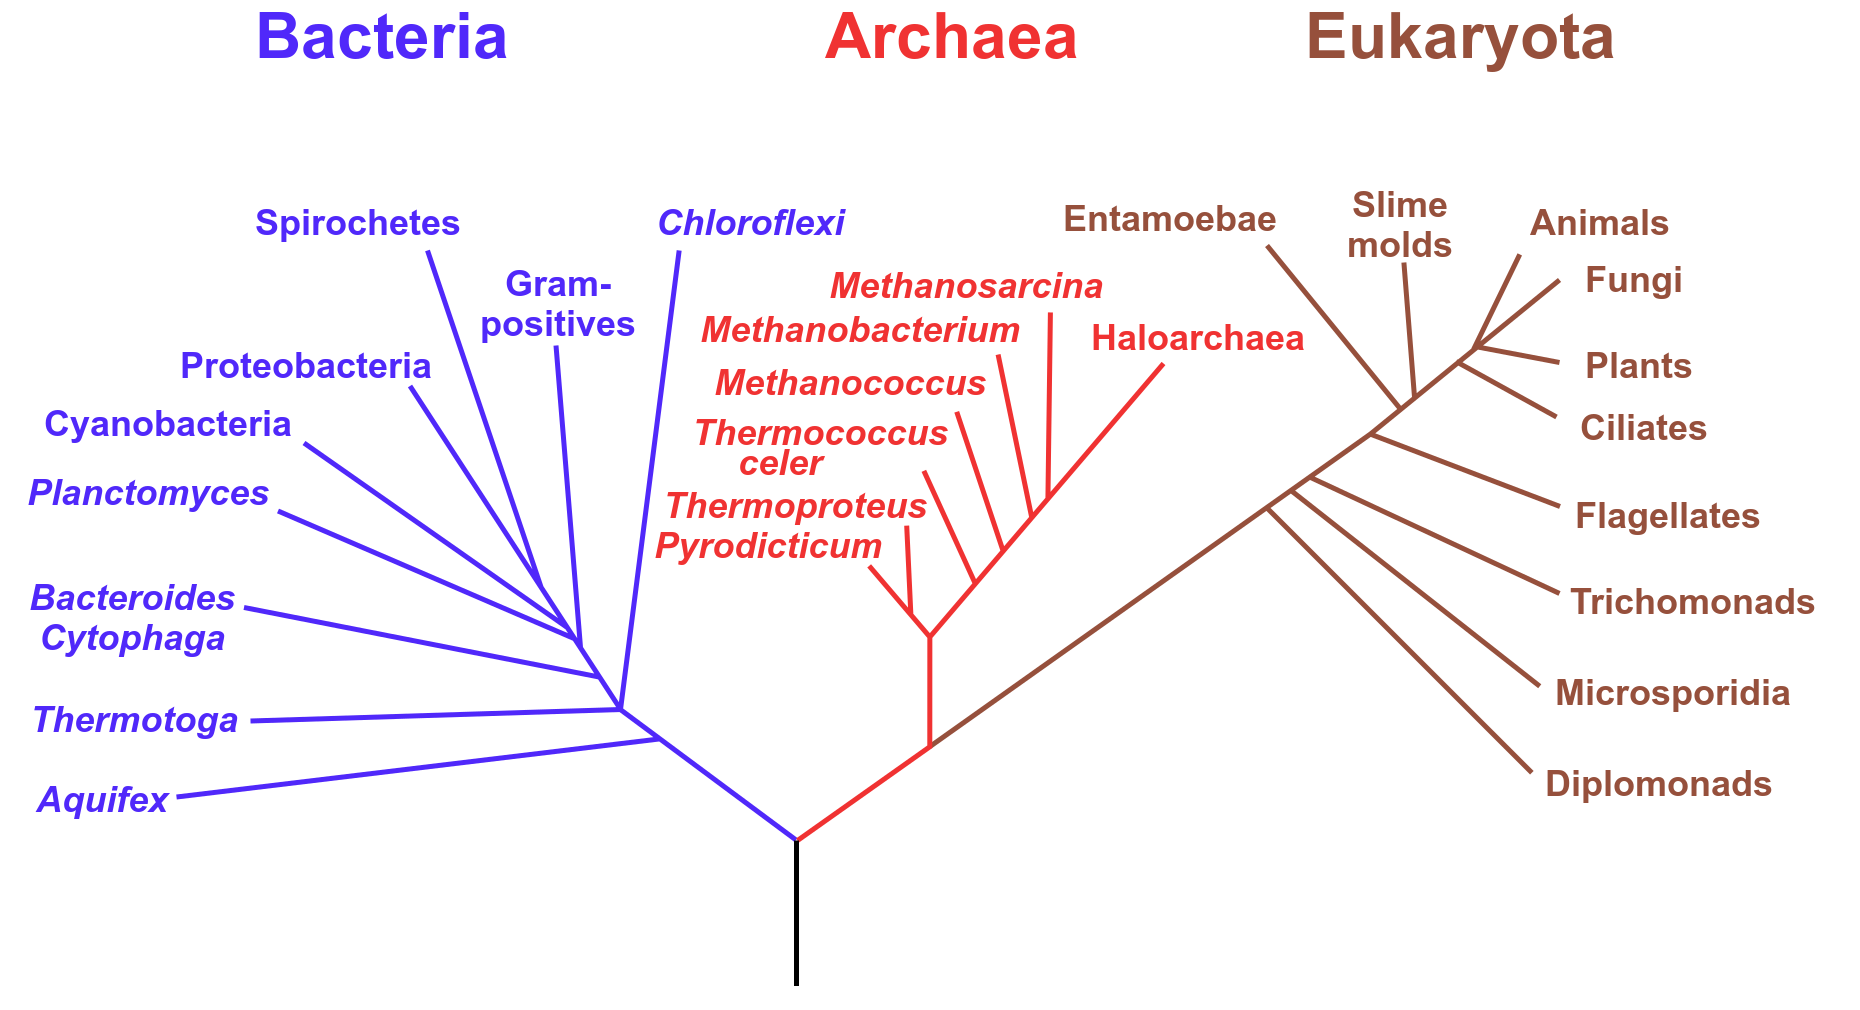 Bacteria
Archaea
Eukaryota
Spirochetes
Gram-
positives
Chloroflexi
Proteobacteria
Cyanobacteria
Planctomyces
Bacteroides
Cytophaga
Thermotoga
Aquifex
Methanosarcina
Methanobacterium
Haloarchaea
Methanococcus
Thermococcus
celer
Thermoproteus
Pyrodicticum
Entamoebae
Slime
molds
Animals
Fungi
Plants
Ciliates
Flagellates
Trichomonads
Microsporidia
Diplomonads